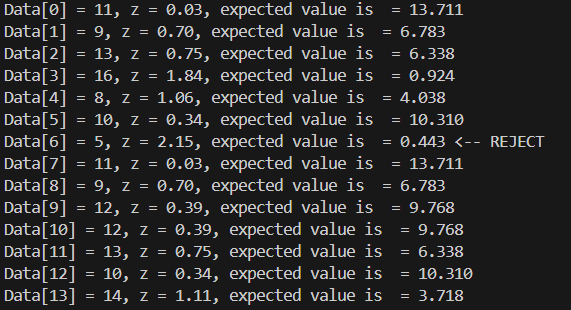 Data[0] = 11, z = 0.03, expected value is  = 13.711
Data[1] = 9, z = 0.70, expected value is  = 6.783
Data[2] = 13, z = 0.75, expected value is  = 6.338
Data[3] = 16, z = 1.84, expected value is  = 0.924
Data[4] = 8, z = 1.06, expected value is  = 4.038
Data[5] = 10, z = 0.34, expected value is  = 10.310
Data[6] = 5, z = 2.15, expected value is  = 0.443 <-- REJECT
Data[7] = 11, z = 0.03, expected value is  = 13.711
Data[8] = 9, z = 0.70, expected value is  = 6.783
Data[9] = 12, z = 0.39, expected value is  = 9.768
Data[10] = 12, z = 0.39, expected value is  = 9.768
Data[11] = 13, z = 0.75, expected value is  = 6.338
Data[12] = 10, z = 0.34, expected value is  = 10.310
Data[13] = 14, z = 1.11, expected value is  = 3.718